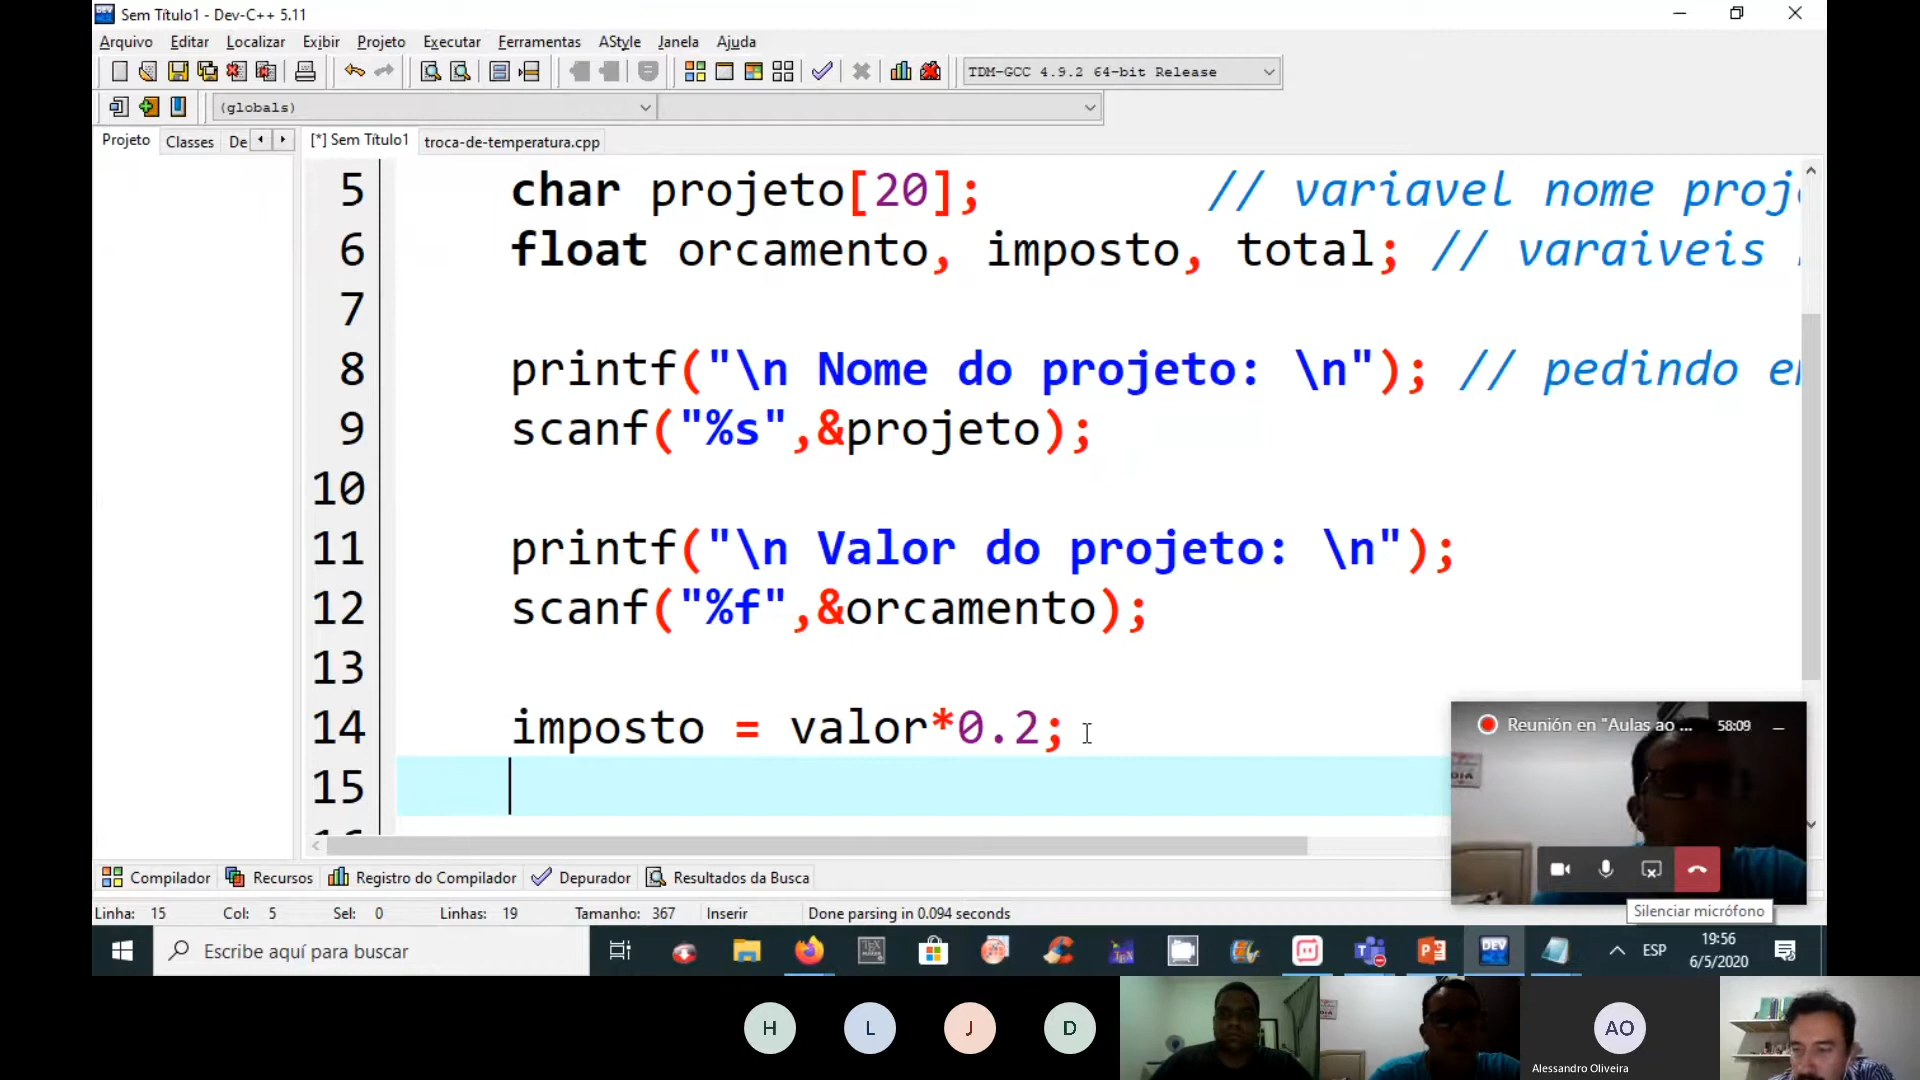 Sem Título1 - Dev-C++ 5.11
Arquivo Editar Localizar Exibir Projeto Executar Ferramentas AStyle Janela Ajuda
TDM-GCC 4.9.2 64-bit Release
(globals)
Projeto Classes De [*] Sem Título1 troca-de-temperatura.cpp
5 char projeto[20]; // variavel nome proj
6 float orcamento, imposto, total; // varaiveis
7
8 printf("\n Nome do projeto: \n"); // pedindo
9 scanf("%s",&projeto);
10
11 printf("\n Valor do projeto: \n");
12 scanf("%f",&orcamento);
13
14 imposto = valor*0.2;
15
Reunión en "Aulas ao ... 58:09
Silenciar micrófono
Compilador Recursos Registro do Compilador Depurador Resultados da Busca
Linha: 15 Col: 5 Sel: 0 Linhas: 19 Tamanho: 367 Inserir Done parsing in 0.094 seconds
Escribe aquí para buscar
ESP
19:56
6/5/2020
H L J D AO
Alessandro Oliveira